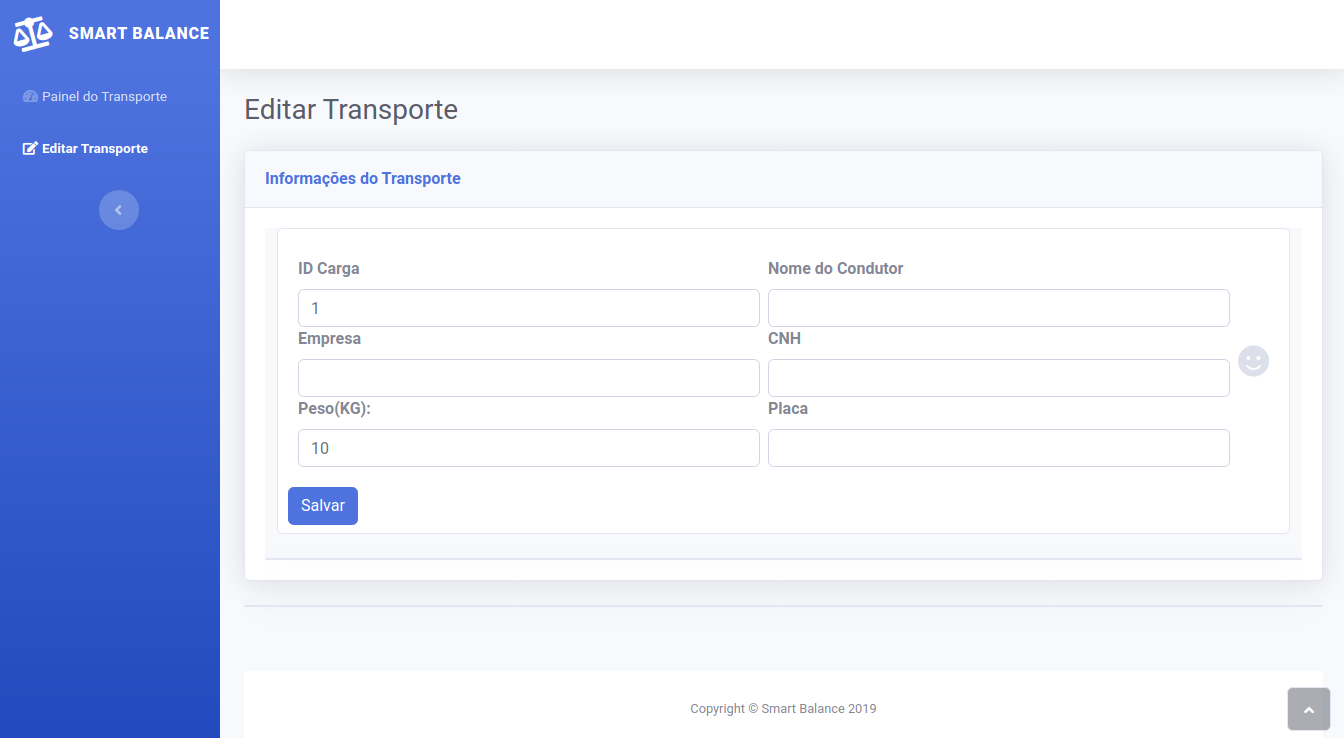 SMART BALANCE
Painel do Transporte
Editar Transporte
Editar Transporte
Informações do Transporte
ID Carga
Nome do Condutor
1
Empresa
CNH
Peso(KG):
Placa
10
Salvar
Copyright © Smart Balance 2019